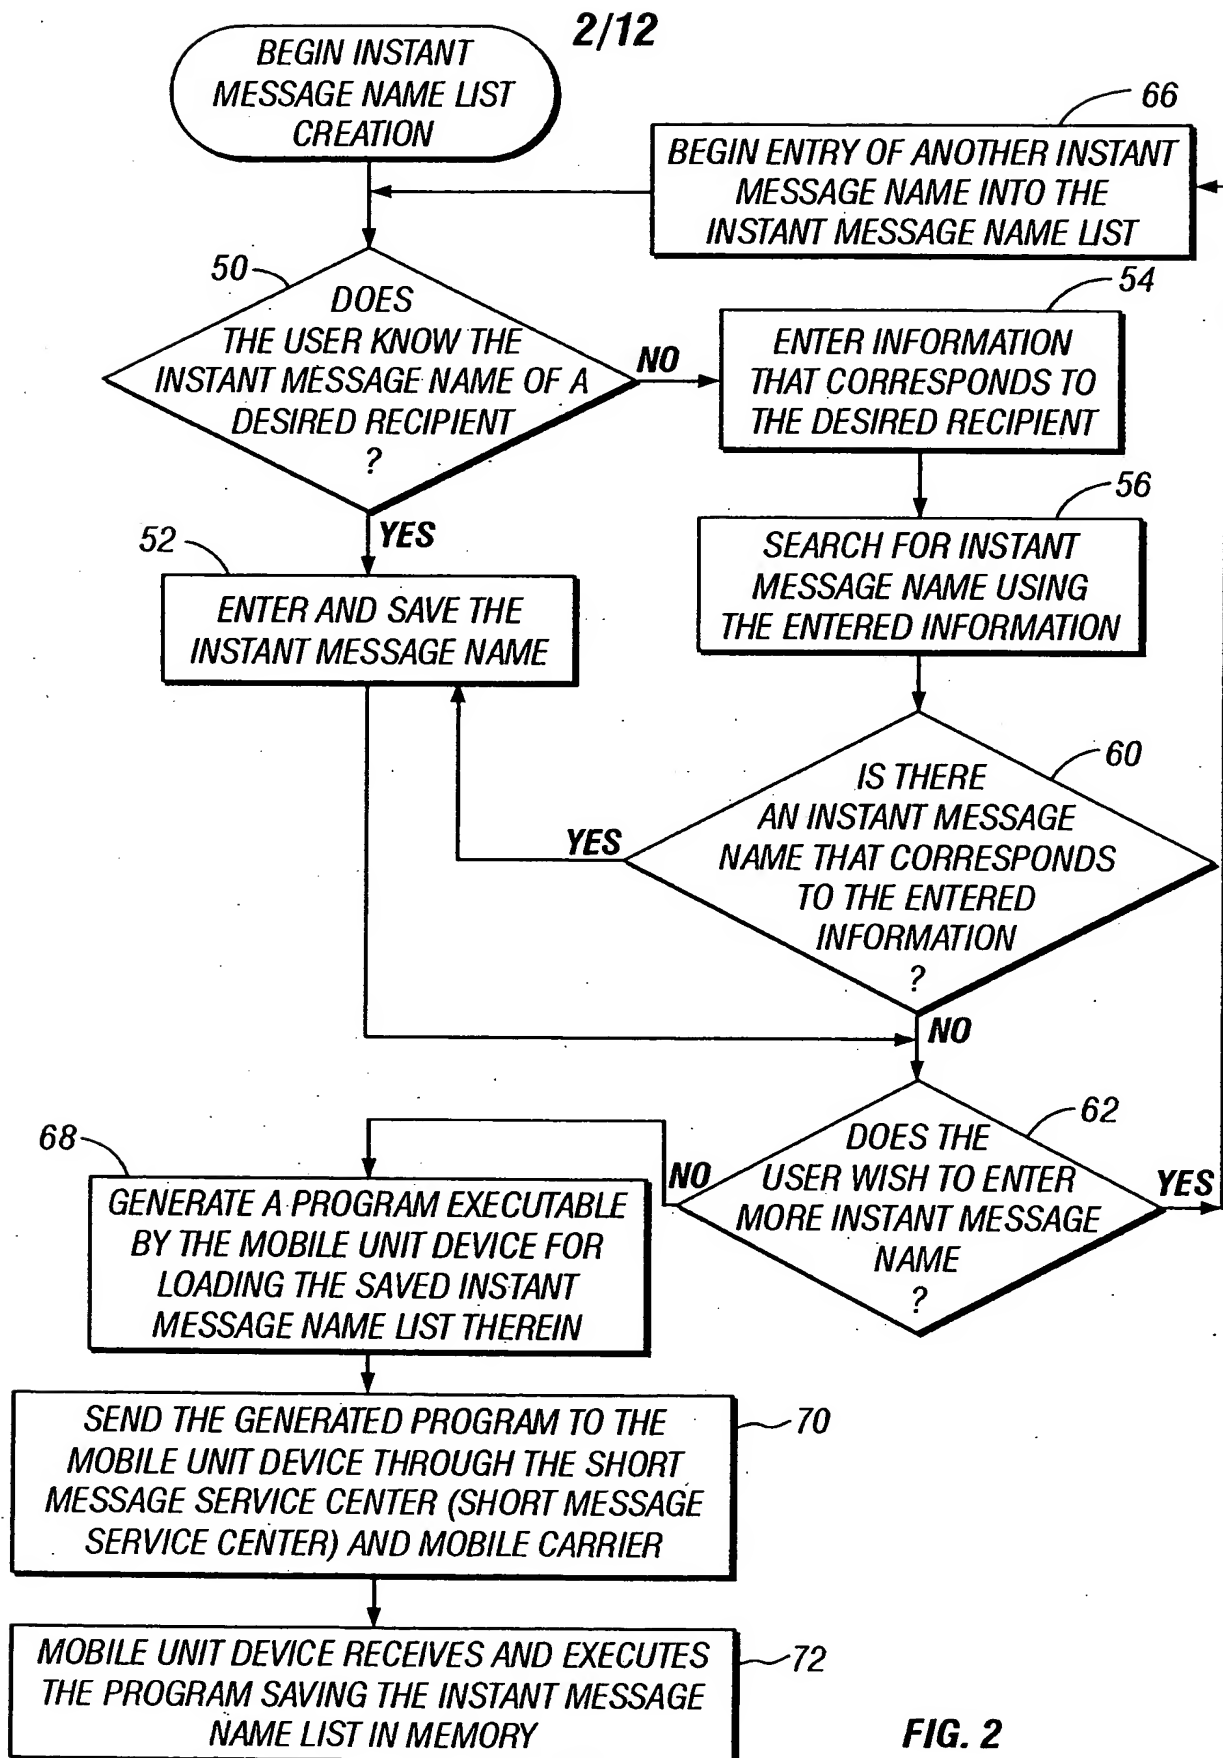 2/12
BEGIN INSTANT
MESSAGE NAME LIST
CREATION
66
BEGIN ENTRY OF ANOTHER INSTANT
MESSAGE NAME INTO THE
INSTANT MESSAGE NAME LIST
50
DOES
THE USER KNOW THE
INSTANT MESSAGE NAME OF A
DESIRED RECIPIENT
?
NO
54
ENTER INFORMATION
THAT CORRESPONDS TO
THE DESIRED RECIPIENT
YES
52
ENTER AND SAVE THE
INSTANT MESSAGE NAME
56
SEARCH FOR INSTANT
MESSAGE NAME USING
THE ENTERED INFORMATION
60
IS THERE
AN INSTANT MESSAGE
NAME THAT CORRESPONDS
TO THE ENTERED
INFORMATION
?
YES
NO
62
DOES THE
USER WISH TO ENTER
MORE INSTANT MESSAGE
NAME
?
NO
YES
68
GENERATE A PROGRAM EXECUTABLE
BY THE MOBILE UNIT DEVICE FOR
LOADING THE SAVED INSTANT
MESSAGE NAME LIST THEREIN
SEND THE GENERATED PROGRAM TO THE
MOBILE UNIT DEVICE THROUGH THE SHORT
MESSAGE SERVICE CENTER (SHORT MESSAGE
SERVICE CENTER) AND MOBILE CARRIER
70
MOBILE UNIT DEVICE RECEIVES AND EXECUTES
THE PROGRAM SAVING THE INSTANT MESSAGE
NAME LIST IN MEMORY
72
FIG. 2